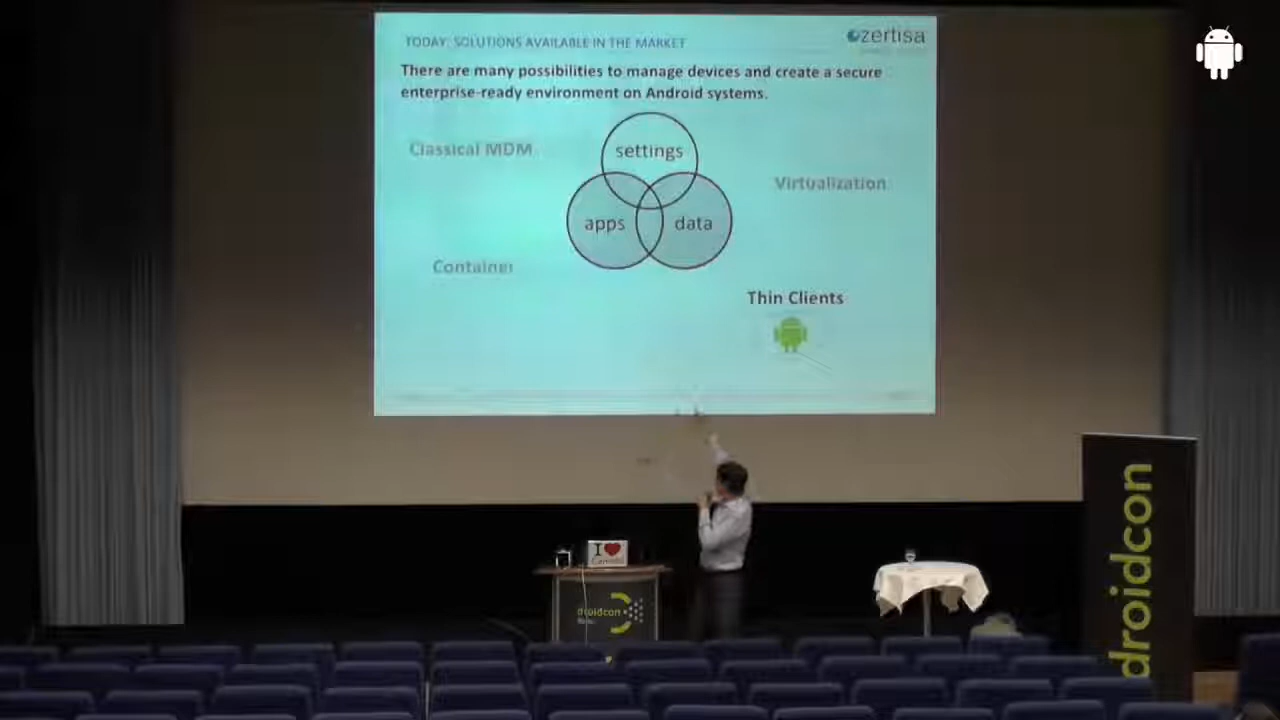 TODAY: SOLUTIONS AVAILABLE IN THE MARKET
zertisa
There are many possibilities to manage devices and create a secure
enterprise-ready environment on Android systems.
Classical MDM
settings
Virtualization
apps
data
Container
Thin Clients
I
droidcon
droidcon